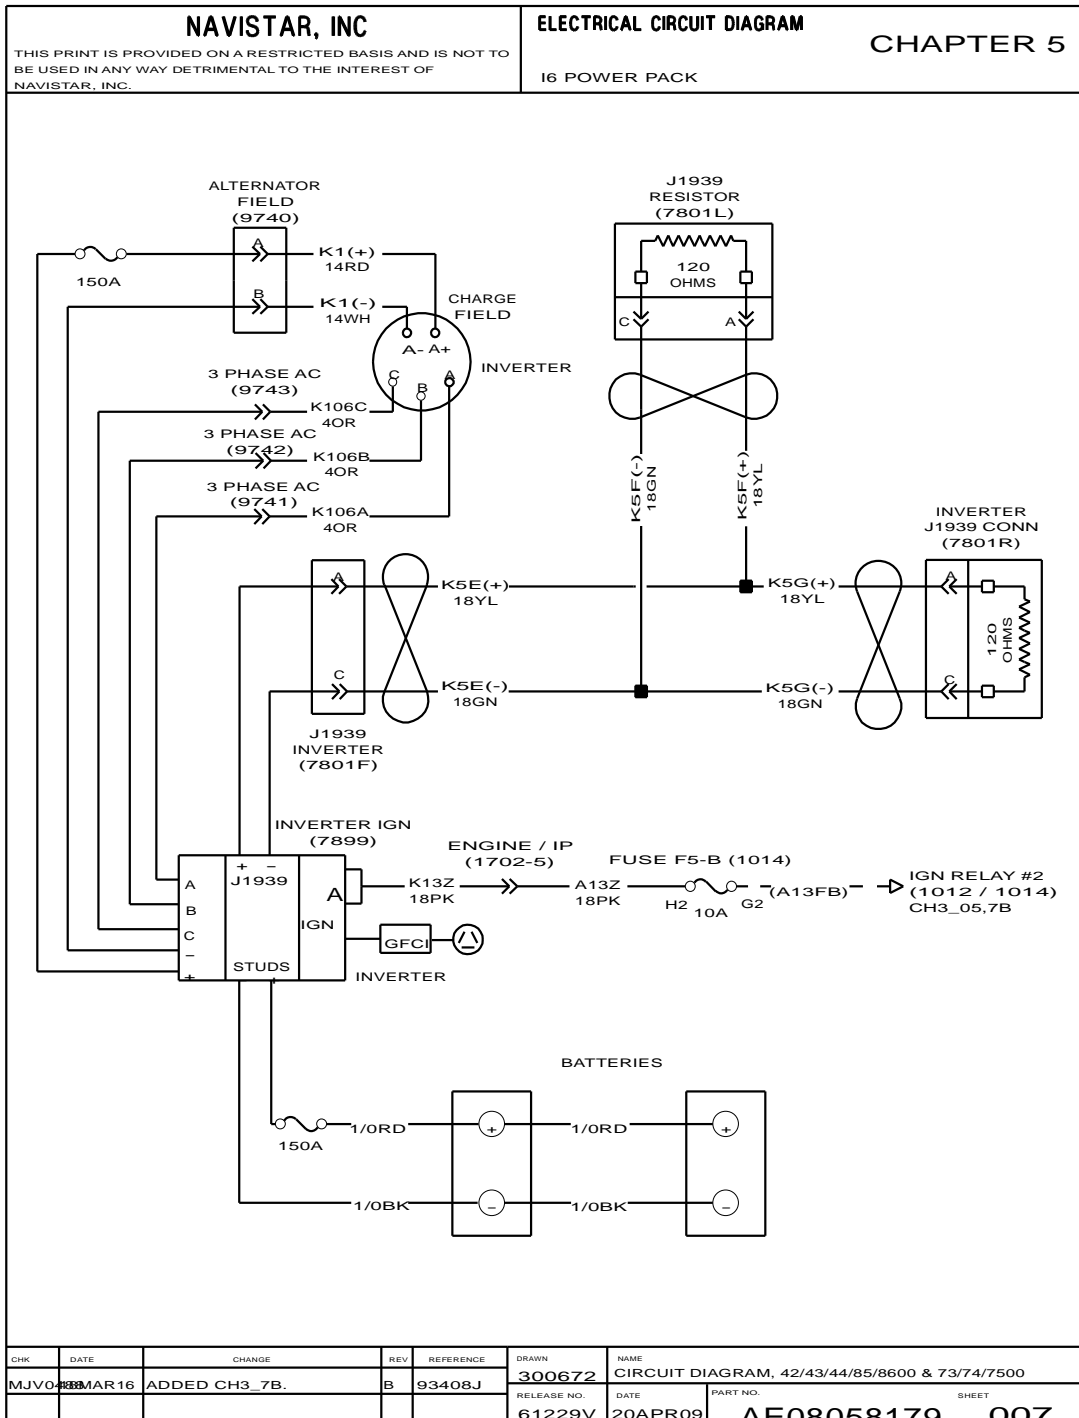 NAVISTAR, INC
THIS PRINT IS PROVIDED ON A RESTRICTED BASIS AND IS NOT TO
BE USED IN ANY WAY DETRIMENTAL TO THE INTEREST OF
NAVISTAR, INC.
ELECTRICAL CIRCUIT DIAGRAM
I6 POWER PACK
CHAPTER 5
ALTERNATOR
FIELD
(9740)
A
K1(+)
14RD
150A
B
K1(-)
14WH
CHARGE
FIELD
A- A+
C
B
A
INVERTER
3 PHASE AC
(9743)
K106C
4OR
3 PHASE AC
(9742)
K106B
4OR
3 PHASE AC
(9741)
K106A
4OR
J1939
RESISTOR
(7801L)
120
OHMS
C
A
K5F(-)
18GN
K5F(+)
18YL
INVERTER
J1939 CONN
(7801R)
A
K5E(+)
18YL
K5G(+)
18YL
A
120
OHMS
C
K5E(-)
18GN
K5G(-)
18GN
C
J1939
INVERTER
(7801F)
INVERTER IGN
(7899)
+ −
J1939
A
B
C
−
+
A
IGN
STUDS
K13Z
18PK
ENGINE / IP
(1702-5)
A13Z
18PK
FUSE F5-B (1014)
H2
10A
G2
(A13FB)
IGN RELAY #2
(1012 / 1014)
CH3_05,7B
GFCI
INVERTER
BATTERIES
150A
1/0RD
+
1/0RD
+
1/0BK
−
1/0BK
−
CHK DATE CHANGE REV REFERENCE
ADDED CH3_7B. B 93408J
DRAWN
300672
NAME
CIRCUIT DIAGRAM, 42/43/44/85/8600 & 73/74/7500
RELEASE NO.
61229V
DATE
20APR09
PART NO.
AE08058179
SHEET
007